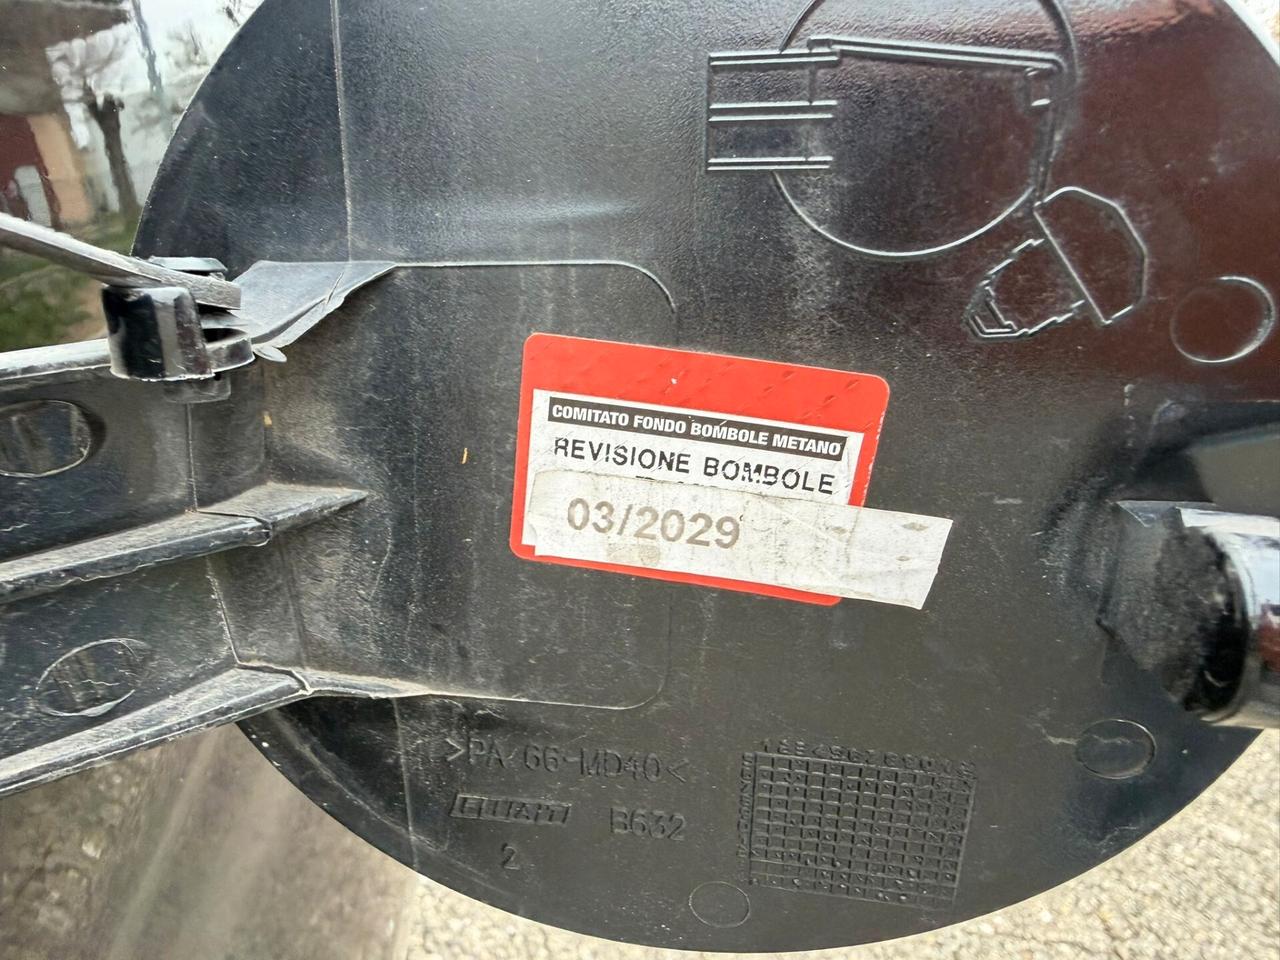 COMITATO FONDO BOMBOLE METANO
REVISIONE BOMBOLE
03/2029
>PA 66-MD40<
B632
2